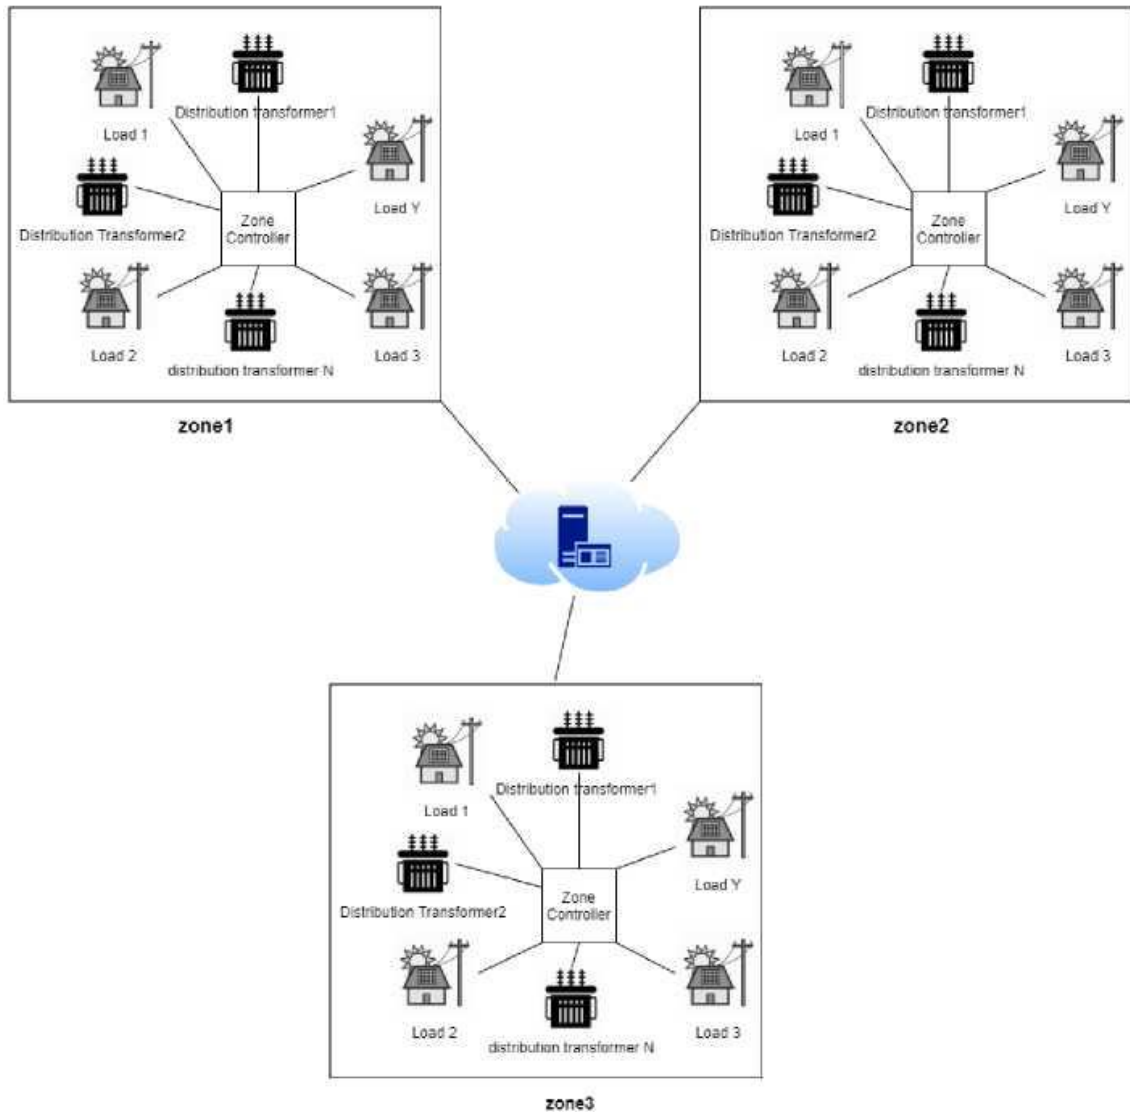 Load 1
Distribution transformer1
Load Y
Distribution Transformer2
Zone
Controller
Load 2
Load 3
distribution transformer N
zone1
Load 1
Distribution transformer1
Load Y
Distribution Transformer2
Zone
Controller
Load 2
Load 3
distribution transformer N
zone2
Load 1
Distribution transformer1
Load Y
Distribution Transformer2
Zone
Controller
Load 2
Load 3
distribution transformer N
zone3